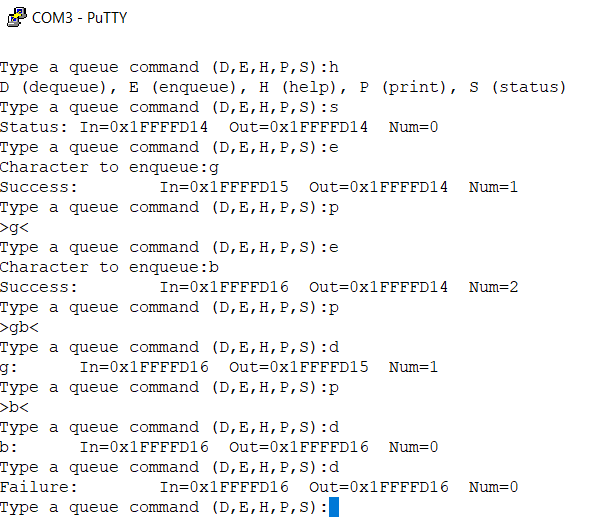 COM3 - PuTTY
Type a queue command (D,E,H,P,S):h
D (dequeue), E (enqueue), H (help), P (print), S (status)
Type a queue command (D,E,H,P,S):s
Status: In=0x1FFFFD14  Out=0x1FFFFD14  Num=0
Type a queue command (D,E,H,P,S):e
Character to enqueue:g
Success:        In=0x1FFFFD15  Out=0x1FFFFD14  Num=1
Type a queue command (D,E,H,P,S):p
>g<
Type a queue command (D,E,H,P,S):e
Character to enqueue:b
Success:        In=0x1FFFFD16  Out=0x1FFFFD14  Num=2
Type a queue command (D,E,H,P,S):p
>gb<
Type a queue command (D,E,H,P,S):d
g:      In=0x1FFFFD16  Out=0x1FFFFD15  Num=1
Type a queue command (D,E,H,P,S):p
>b<
Type a queue command (D,E,H,P,S):d
b:      In=0x1FFFFD16  Out=0x1FFFFD16  Num=0
Type a queue command (D,E,H,P,S):d
Failure:        In=0x1FFFFD16  Out=0x1FFFFD16  Num=0
Type a queue command (D,E,H,P,S):